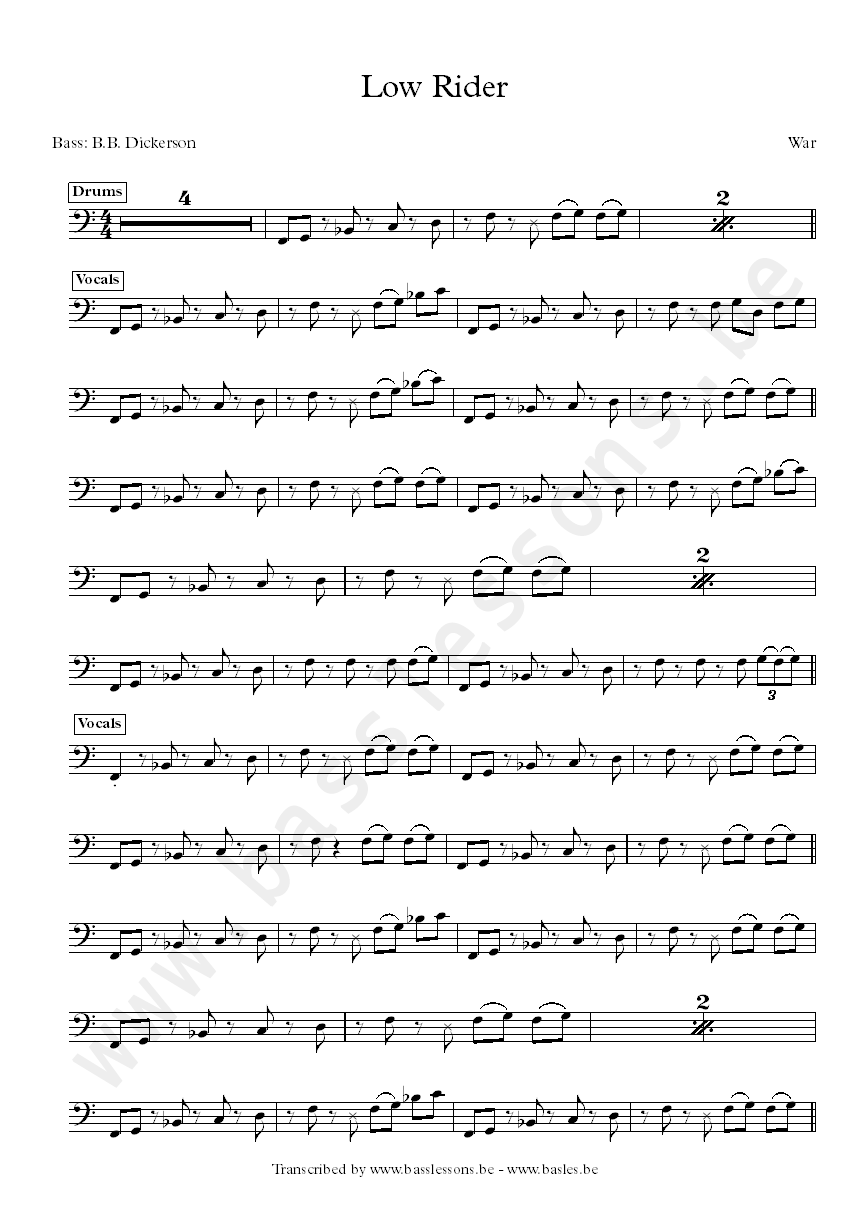 Low Rider
Bass: B.B. Dickerson War
Drums
4
4
4
2
Vocals
2
3
Vocals
2
www.basslessons.be
Transcribed by www.basslessons.be - www.basles.be